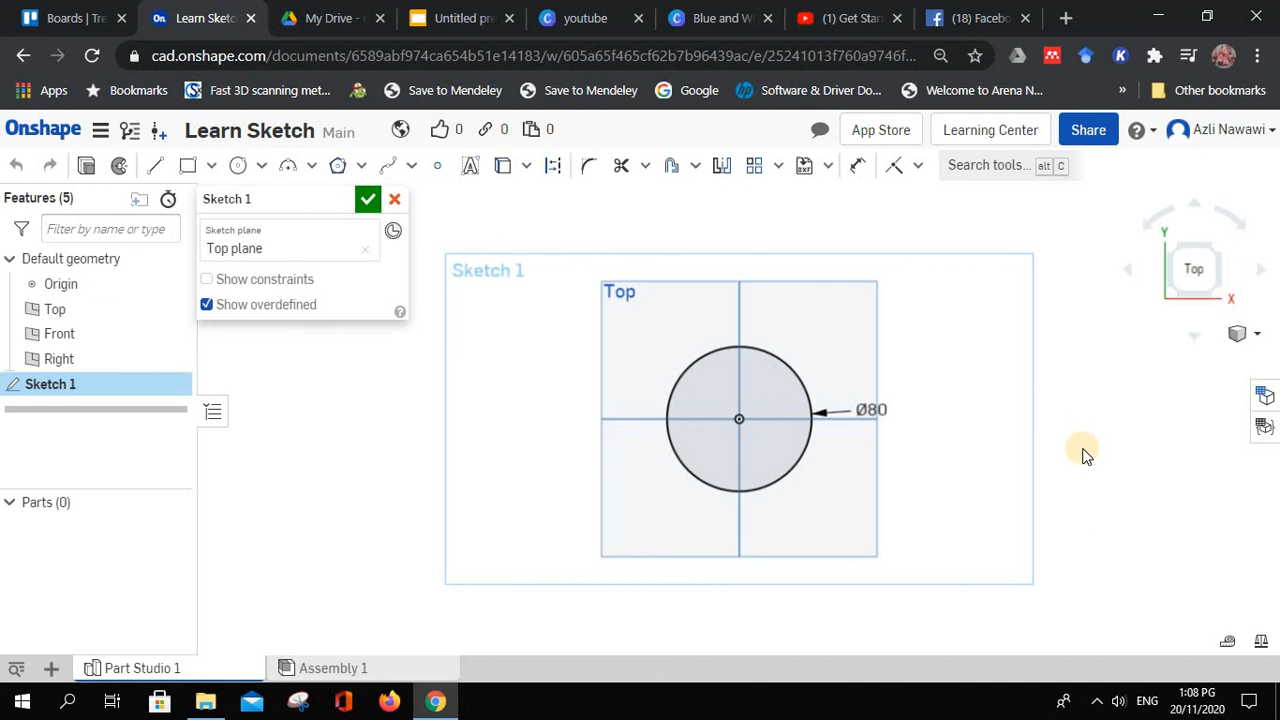 Boards | Tre
Learn Sketch
My Drive - G
Untitled pre
youtube
Blue and Wh
(1) Get Star
(18) Facebo
cad.onshape.com/documents/6589abf974ca654b51e14183/w/605a65f465cf62b7b96439ac/e/25241013f760a9746f...
Apps
Bookmarks
Fast 3D scanning met...
Save to Mendeley
Save to Mendeley
Google
Software & Driver Do...
Welcome to Arena N...
»
Other bookmarks
Onshape
Learn Sketch Main
0
0
0
App Store
Learning Center
Share
Azli Nawawi
Search tools... alt C
Features (5)
Filter by name or type
Default geometry
Origin
Top
Front
Right
Sketch 1
Parts (0)
Sketch 1
Sketch plane
Top plane
Show constraints
Show overdefined
Sketch 1
Top
Ø80
Y
Top
X
Part Studio 1
Assembly 1
ENG
1:08 PG
20/11/2020